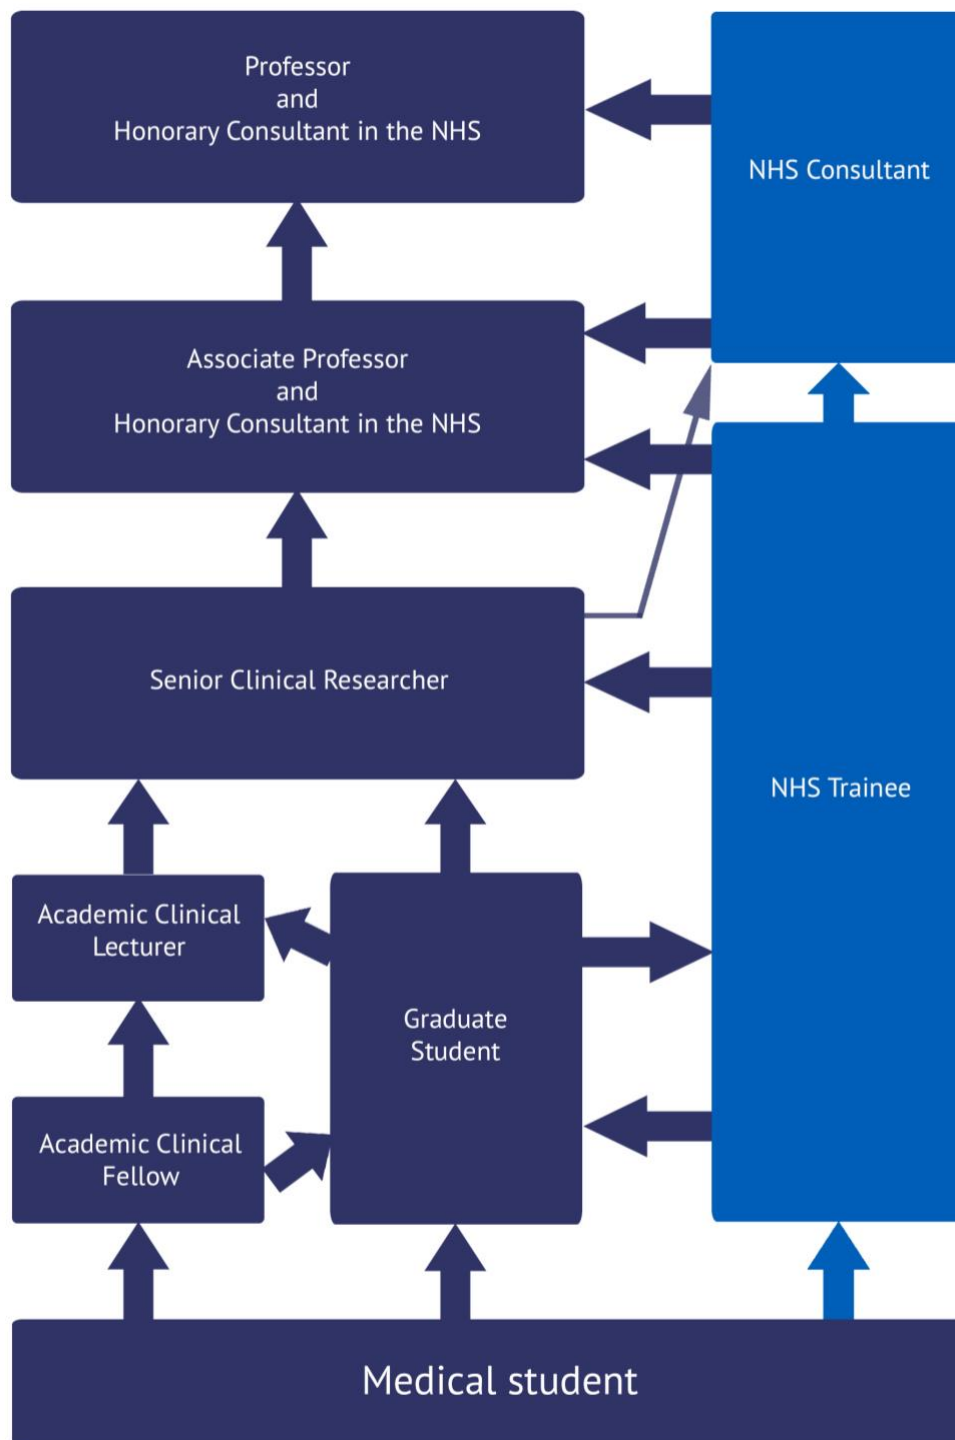 Professor
and
Honorary Consultant in the NHS
NHS Consultant
Associate Professor
and
Honorary Consultant in the NHS
Senior Clinical Researcher
NHS Trainee
Academic Clinical
Lecturer
Graduate
Student
Academic Clinical
Fellow
Medical student